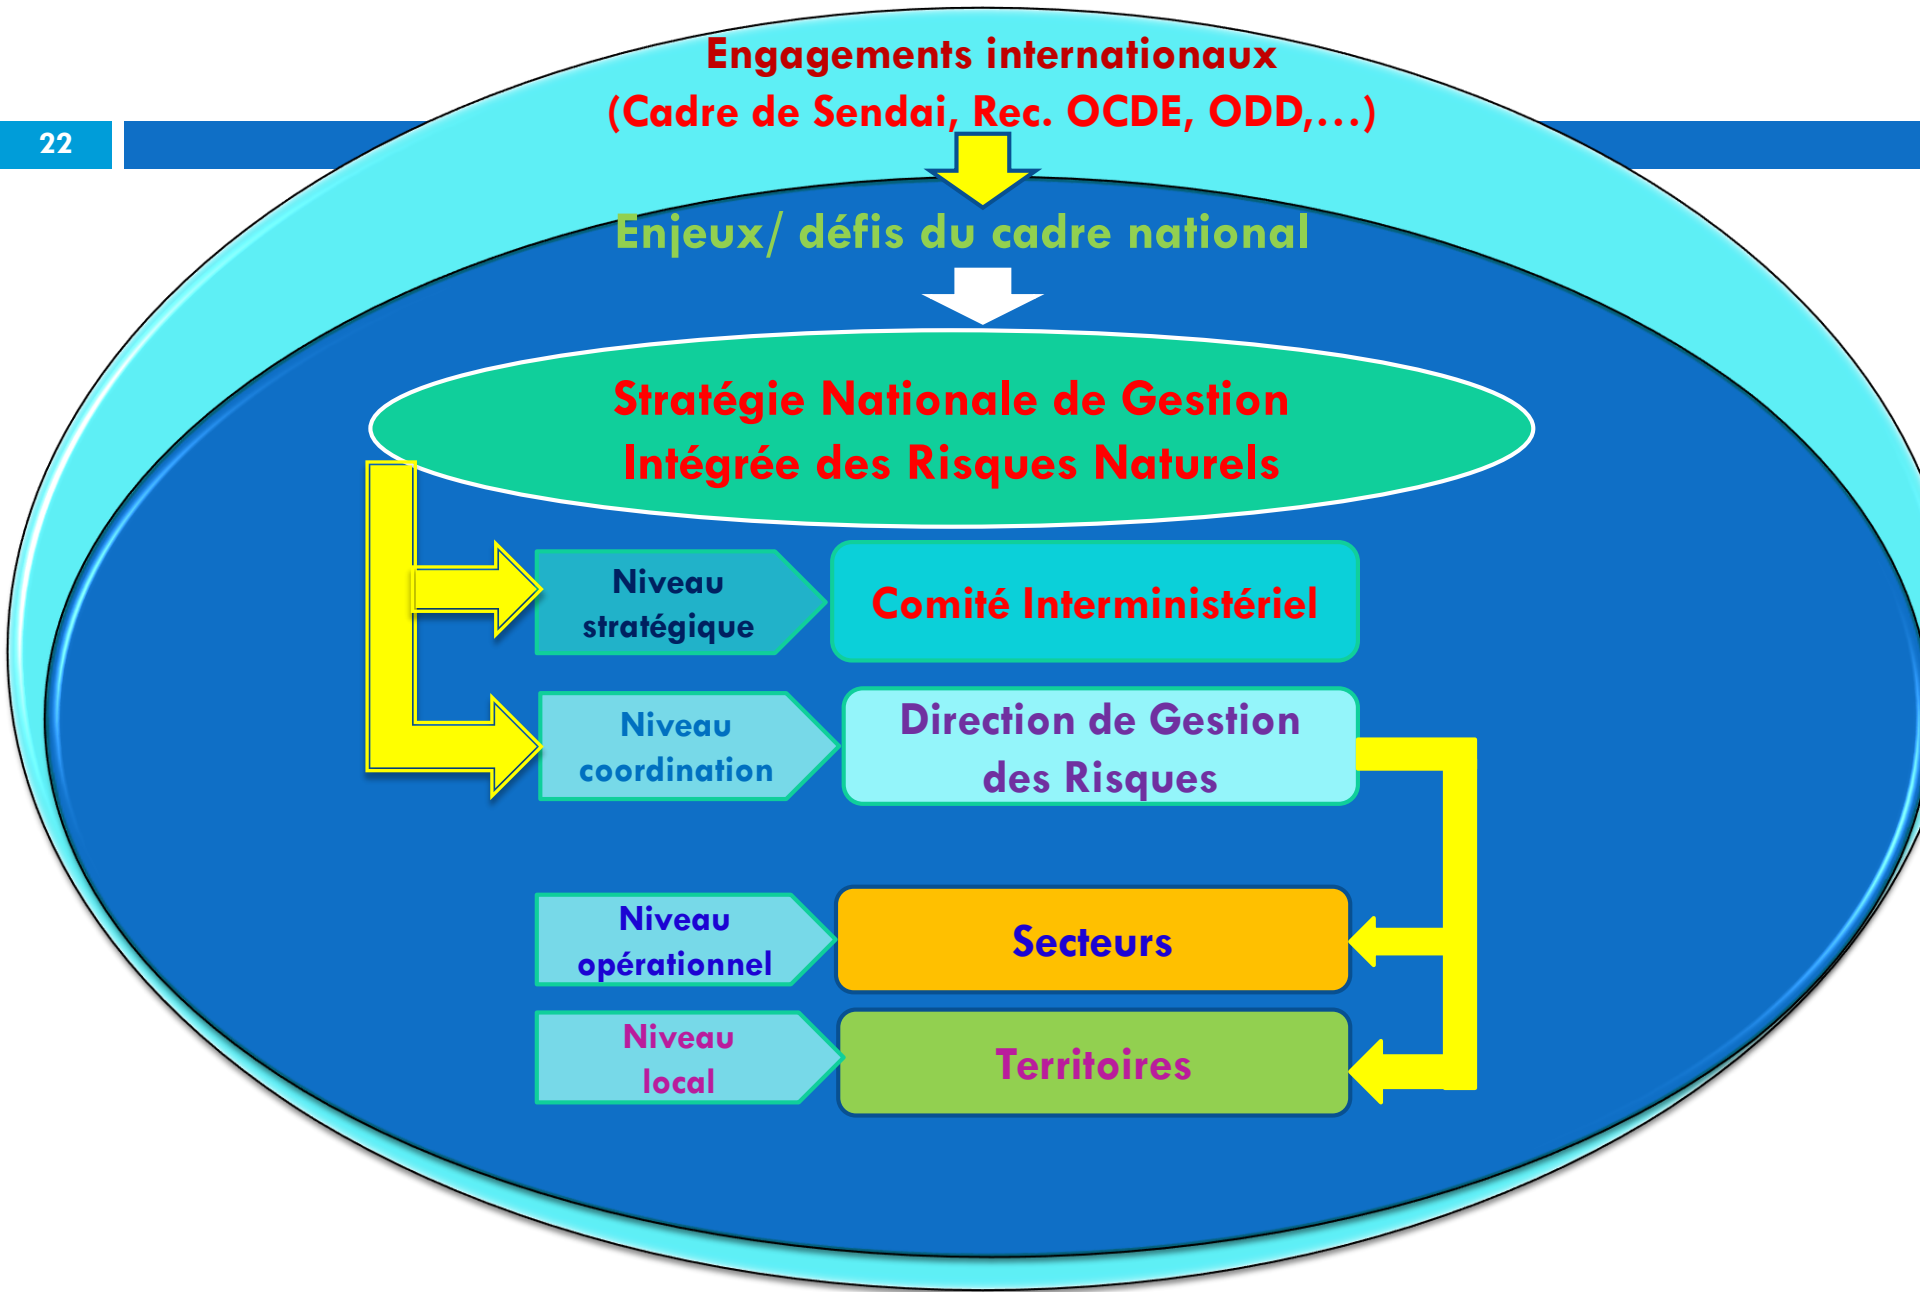 Engagements internationaux
(Cadre de Sendai, Rec. OCDE, ODD,...)
22
Enjeux/ défis du cadre national
Stratégie Nationale de Gestion
Intégrée des Risques Naturels
Niveau
stratégique
Comité Interministériel
Niveau
coordination
Direction de Gestion
des Risques
Niveau
opérationnel
Secteurs
Niveau
local
Territoires